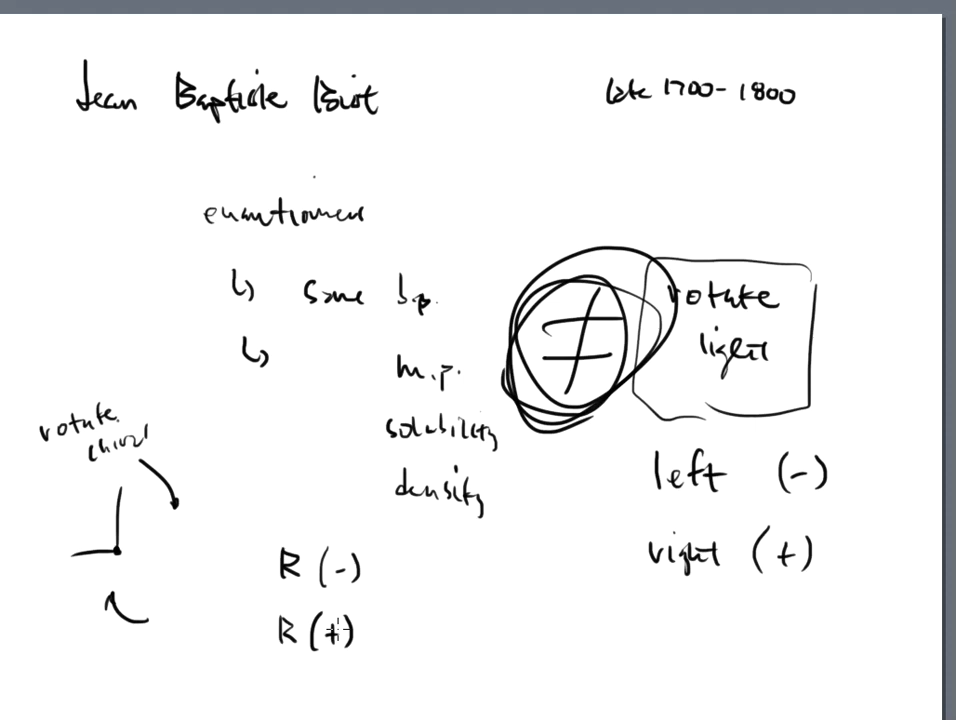 Jean Baptiste Biot
late 1700-1800
enantiomers
↳ same b.p.
↳ m.p.
solubility
density
≠
rotate
light
left (-)
right (+)
rotate
chiral
R (-)
R (+)